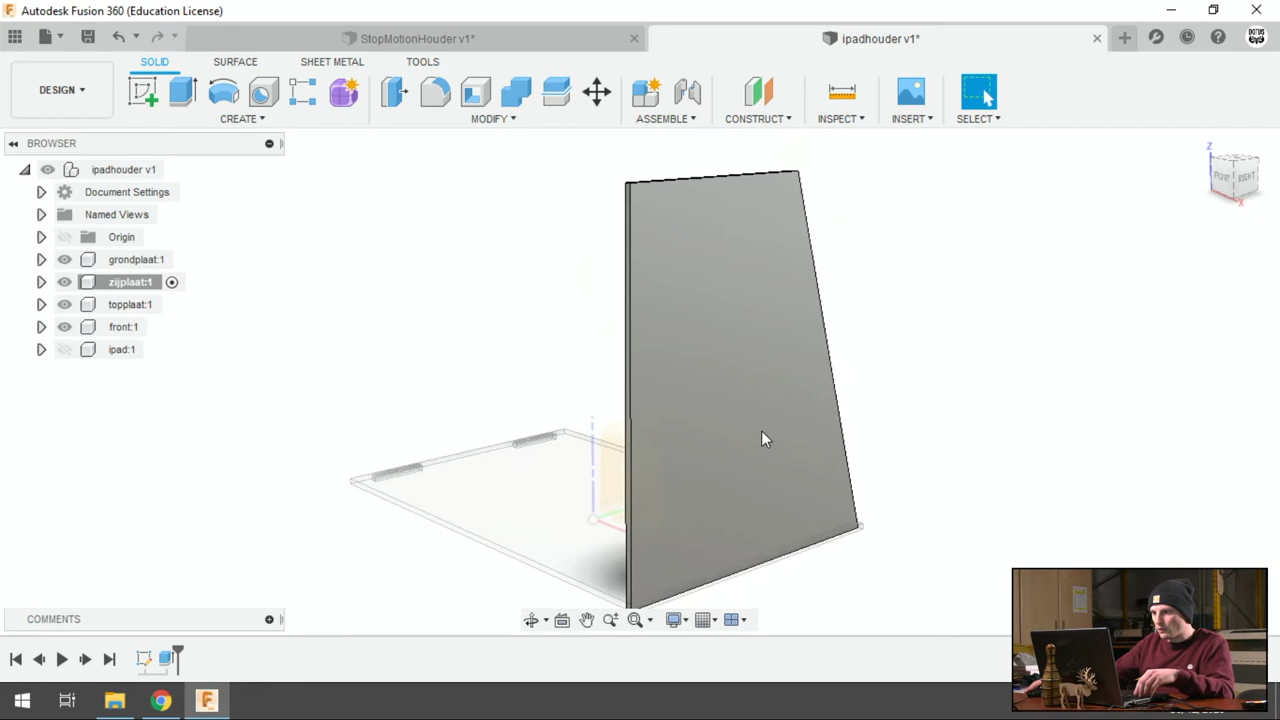 Autodesk Fusion 360 (Education License)
StopMotionHouder v1*
ipadhouder v1*
SOLID
SURFACE
SHEET METAL
TOOLS
DESIGN
CREATE
MODIFY
ASSEMBLE
CONSTRUCT
INSPECT
INSERT
SELECT
BROWSER
ipadhouder v1
Document Settings
Named Views
Origin
grondplaat:1
zijplaat:1
topplaat:1
front:1
ipad:1
Z
FRONT
RIGHT
X
COMMENTS